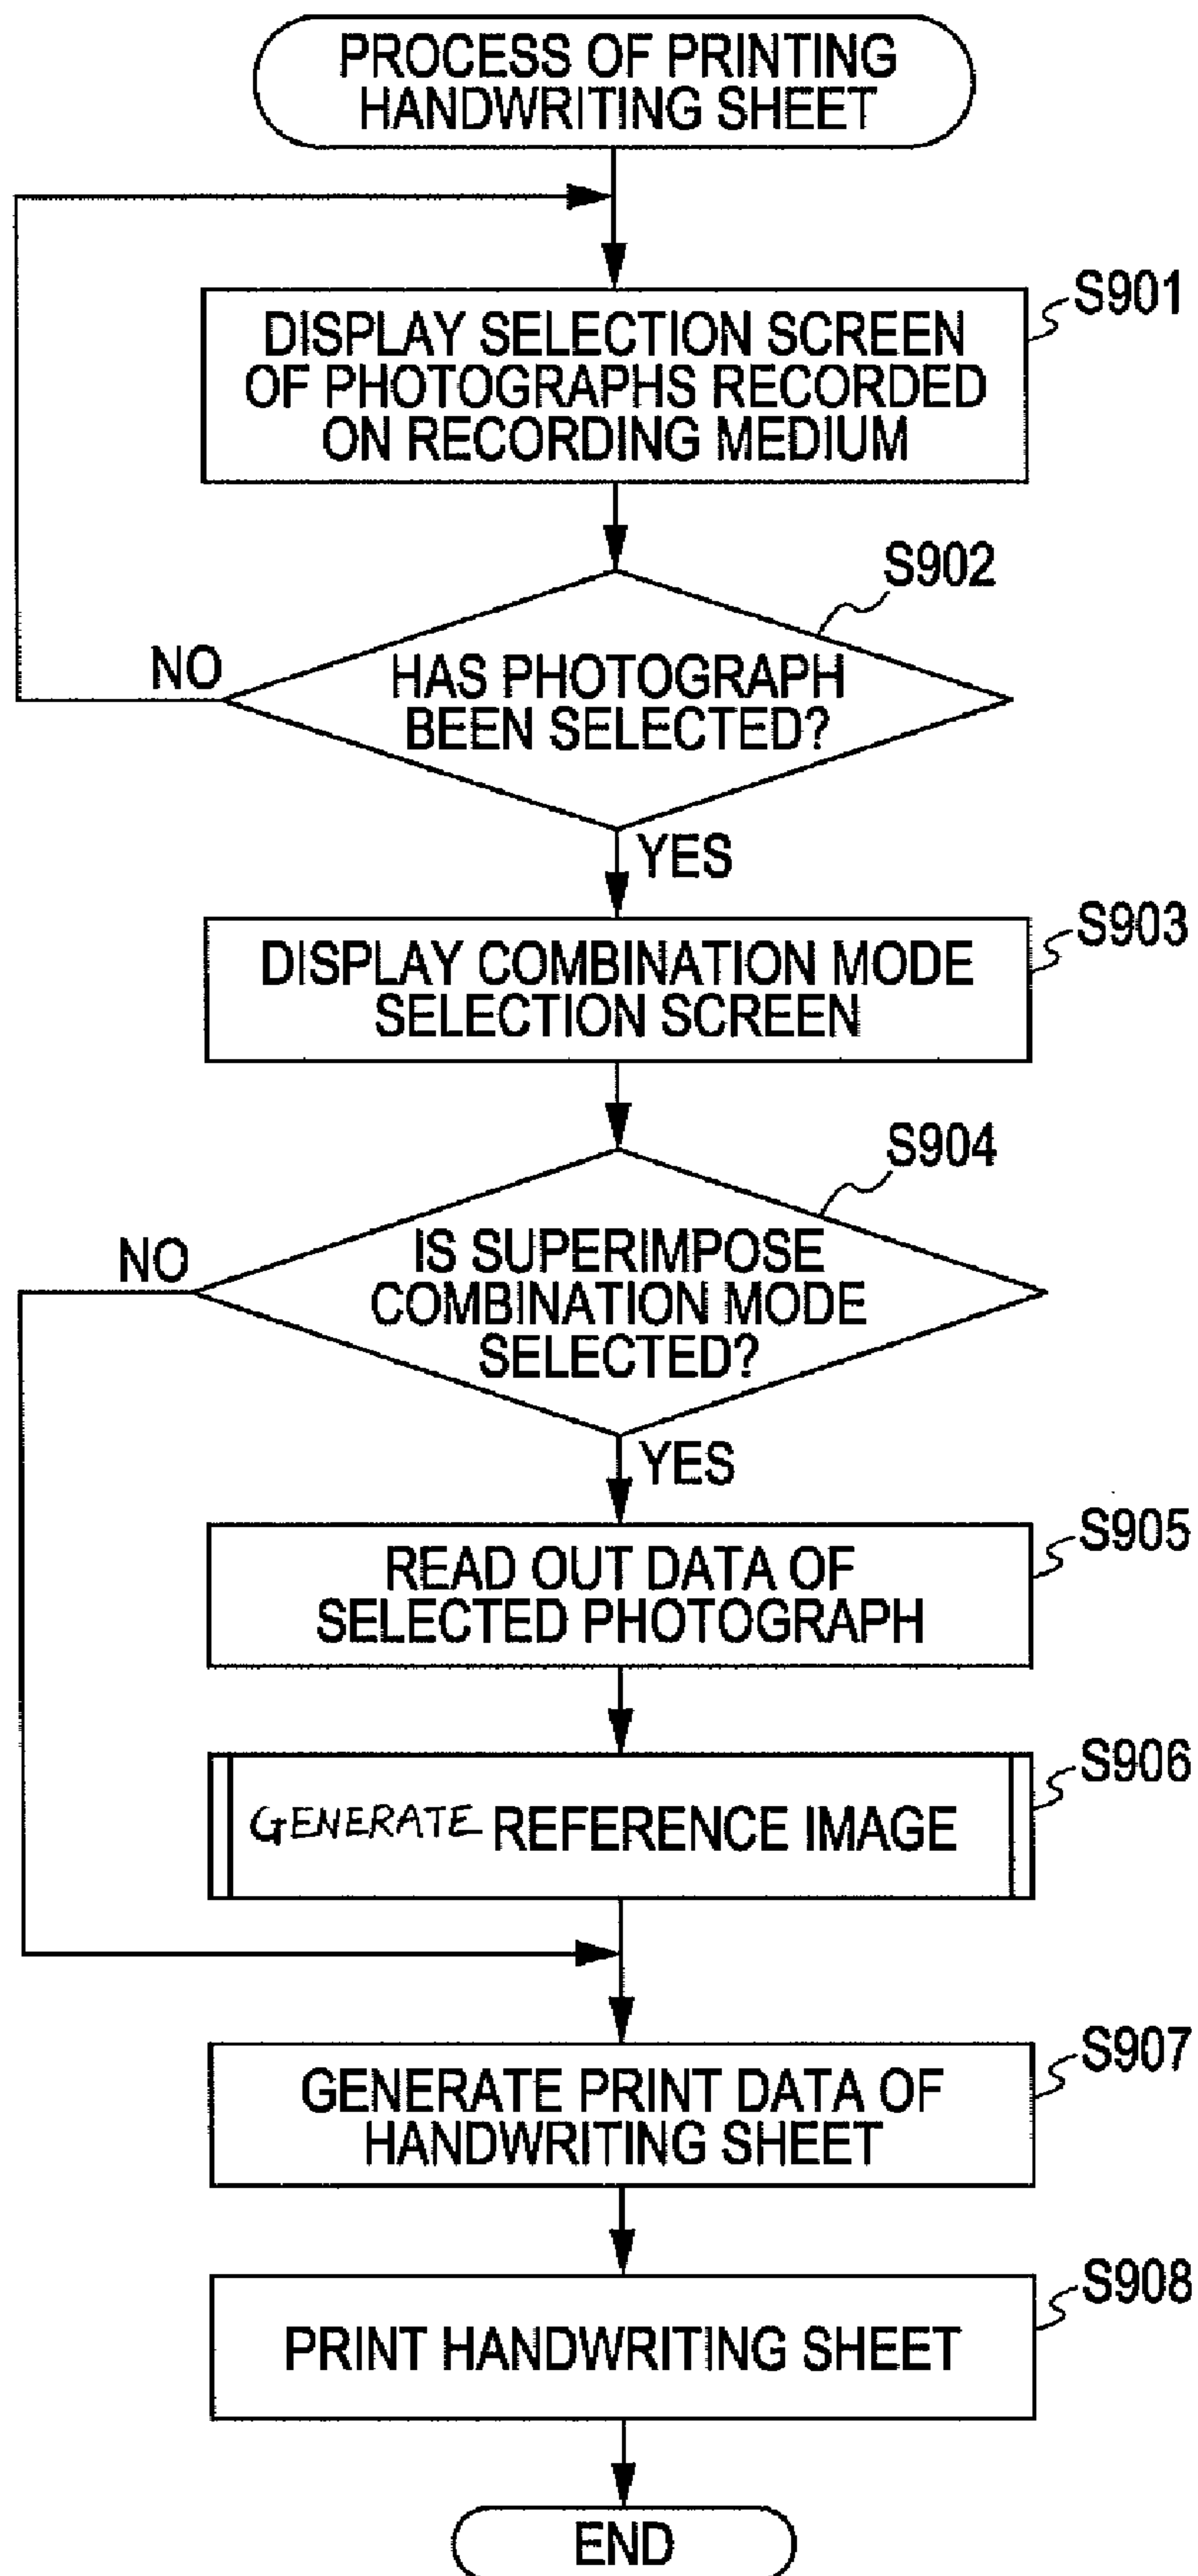 PROCESS OF PRINTING
HANDWRITING SHEET
S901
DISPLAY SELECTION SCREEN
OF PHOTOGRAPHS RECORDED
ON RECORDING MEDIUM
S902
NO
HAS PHOTOGRAPH
BEEN SELECTED?
YES
S903
DISPLAY COMBINATION MODE
SELECTION SCREEN
S904
NO
IS SUPERIMPOSE
COMBINATION MODE
SELECTED?
YES
S905
READ OUT DATA OF
SELECTED PHOTOGRAPH
S906
GENERATE REFERENCE IMAGE
S907
GENERATE PRINT DATA OF
HANDWRITING SHEET
S908
PRINT HANDWRITING SHEET
END